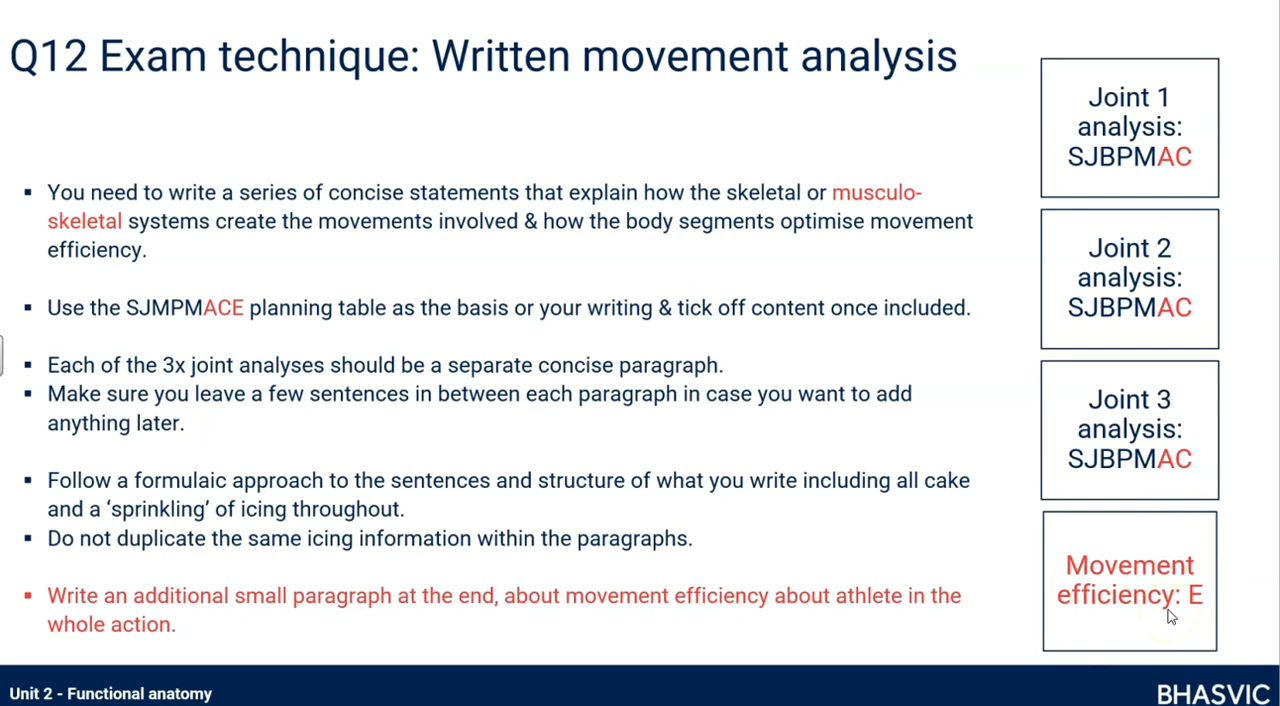 Q12 Exam technique: Written movement analysis
▪ You need to write a series of concise statements that explain how the skeletal or musculo-
skeletal systems create the movements involved & how the body segments optimise movement
efficiency.
▪ Use the SJMPMACE planning table as the basis or your writing & tick off content once included.
▪ Each of the 3x joint analyses should be a separate concise paragraph.
▪ Make sure you leave a few sentences in between each paragraph in case you want to add
anything later.
▪ Follow a formulaic approach to the sentences and structure of what you write including all cake
and a ‘sprinkling’ of icing throughout.
▪ Do not duplicate the same icing information within the paragraphs.
▪ Write an additional small paragraph at the end, about movement efficiency about athlete in the
whole action.
Joint 1
analysis:
SJBPMAC
Joint 2
analysis:
SJBPMAC
Joint 3
analysis:
SJBPMAC
Movement
efficiency: E
Unit 2 - Functional anatomy
BHASVIC